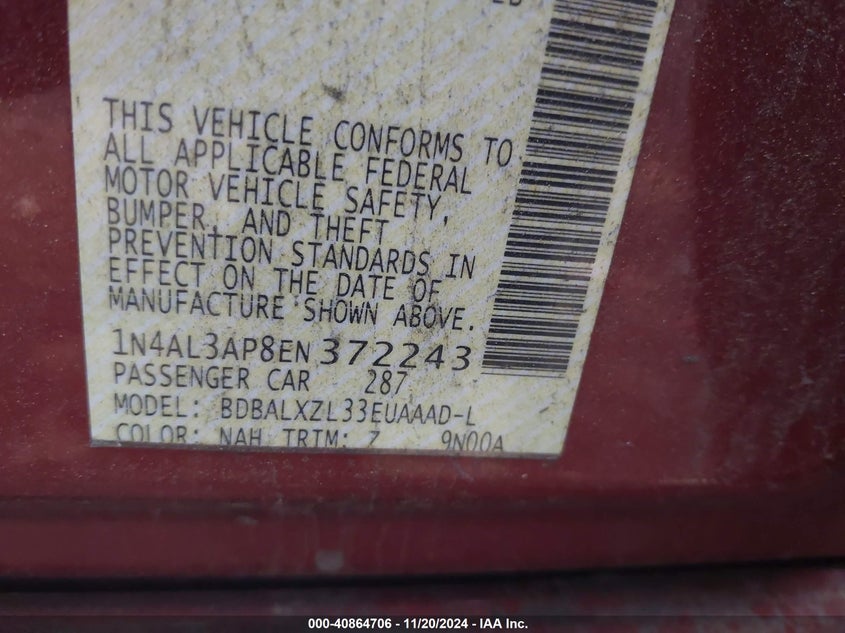 THIS VEHICLE CONFORMS TO
ALL APPLICABLE FEDERAL
MOTOR VEHICLE SAFETY,
BUMPER, AND THEFT
PREVENTION STANDARDS IN
EFFECT ON THE DATE OF
MANUFACTURE SHOWN ABOVE.
1N4AL3AP8EN 372243
PASSENGER CAR 287
MODEL: BDBALXZL33EUAAAD-L
COLOR: NAH TRIM: Z 9N00A
000-40864706 - 11/20/2024 - IAA Inc.